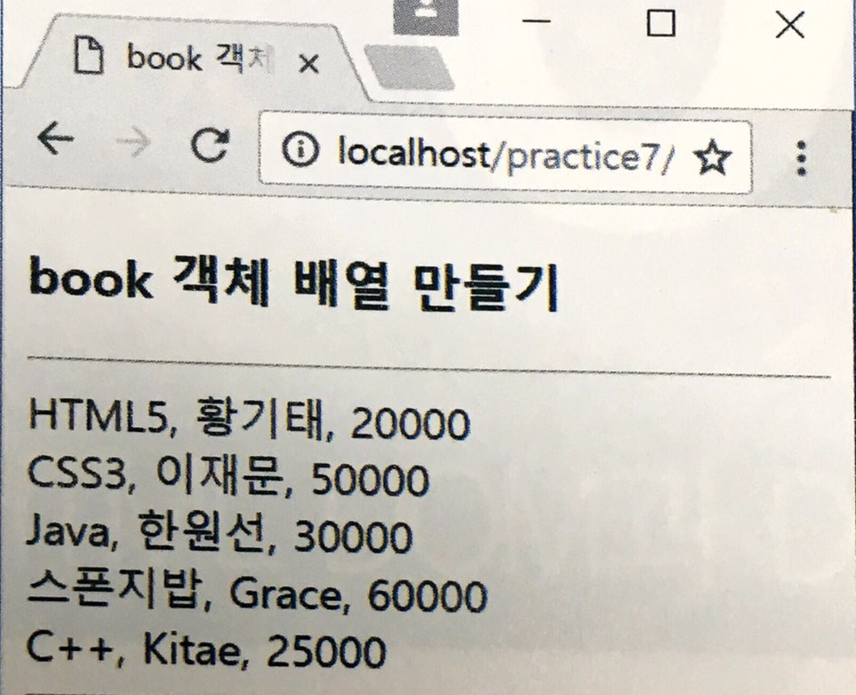 book 객체
localhost/practice7/
book 객체 배열 만들기
HTML5, 황기태, 20000
CSS3, 이재문, 50000
Java, 한원선, 30000
스폰지밥, Grace, 60000
C++, Kitae, 25000